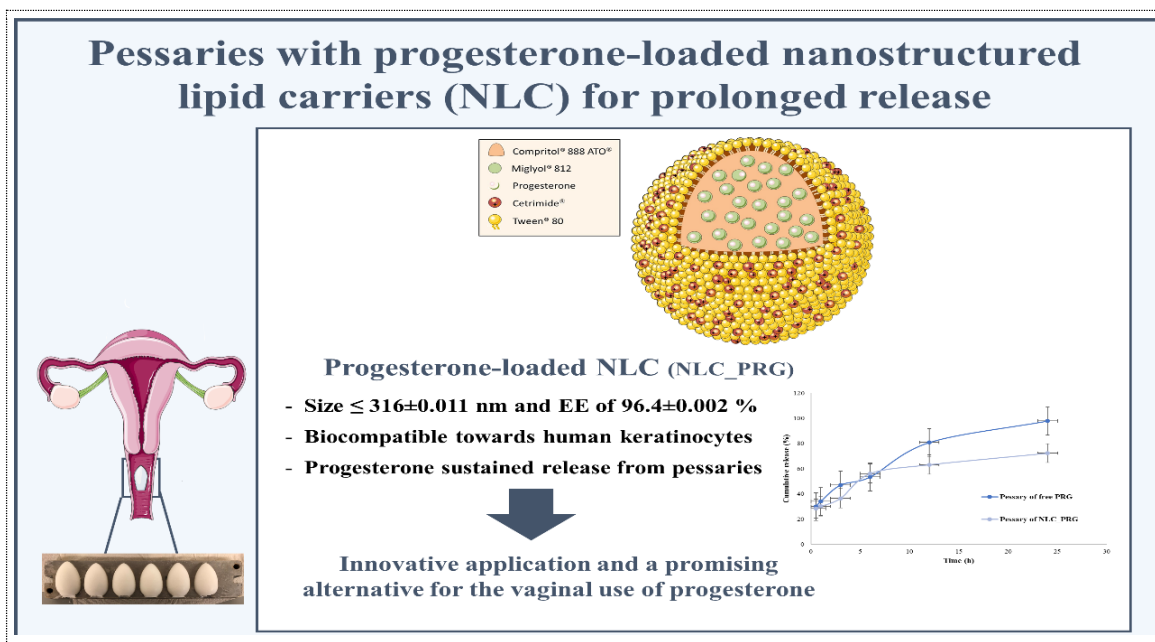 Pessaries with progesterone-loaded nanostructured
lipid carriers (NLC) for prolonged release
Compritol® 888 ATO®
Miglyol® 812
Progesterone
Cetrimide®
Tween® 80
Progesterone-loaded NLC (NLC_PRG)
- Size ≤ 316±0.011 nm and EE of 96.4±0.002 %
- Biocompatible towards human keratinocytes
- Progesterone sustained release from pessaries
Innovative application and a promising
alternative for the vaginal use of progesterone
Cumulative release (%)
120
100
80
60
40
20
0
Pessary of free PRG
Pessary of NLC_PRG
0
5
10
15
20
25
30
Time (h)